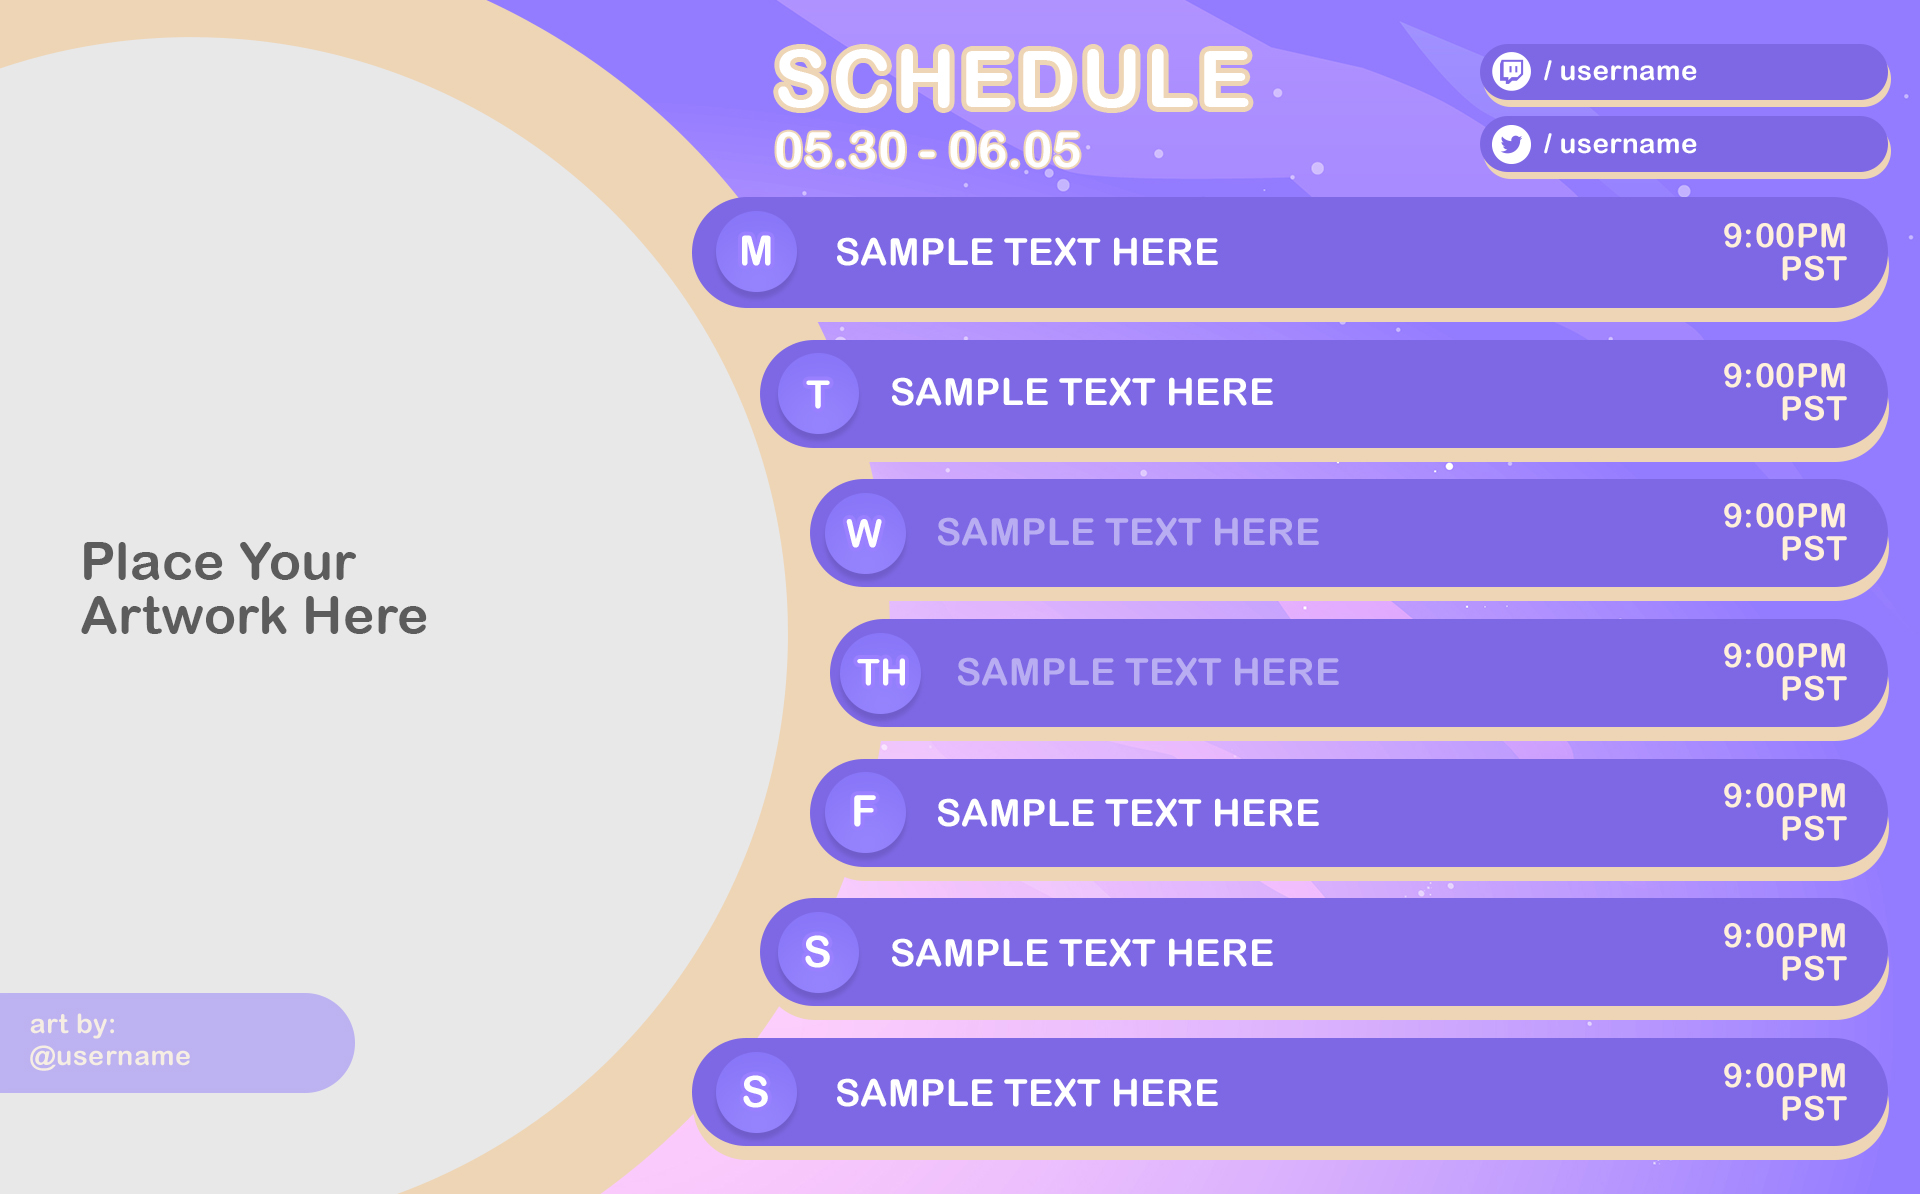 SCHEDULE
05.30 - 06.05
/ username
/ username
M SAMPLE TEXT HERE 9:00PM PST
T SAMPLE TEXT HERE 9:00PM PST
W SAMPLE TEXT HERE 9:00PM PST
TH SAMPLE TEXT HERE 9:00PM PST
F SAMPLE TEXT HERE 9:00PM PST
S SAMPLE TEXT HERE 9:00PM PST
S SAMPLE TEXT HERE 9:00PM PST
Place Your
Artwork Here
art by:
@username